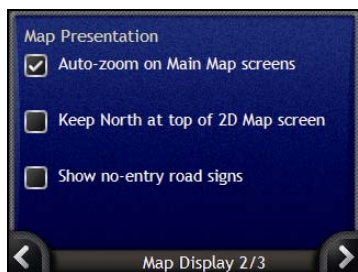 Map Presentation
Auto-zoom on Main Map screens
Keep North at top of 2D Map screen
Show no-entry road signs
Map Display 2/3